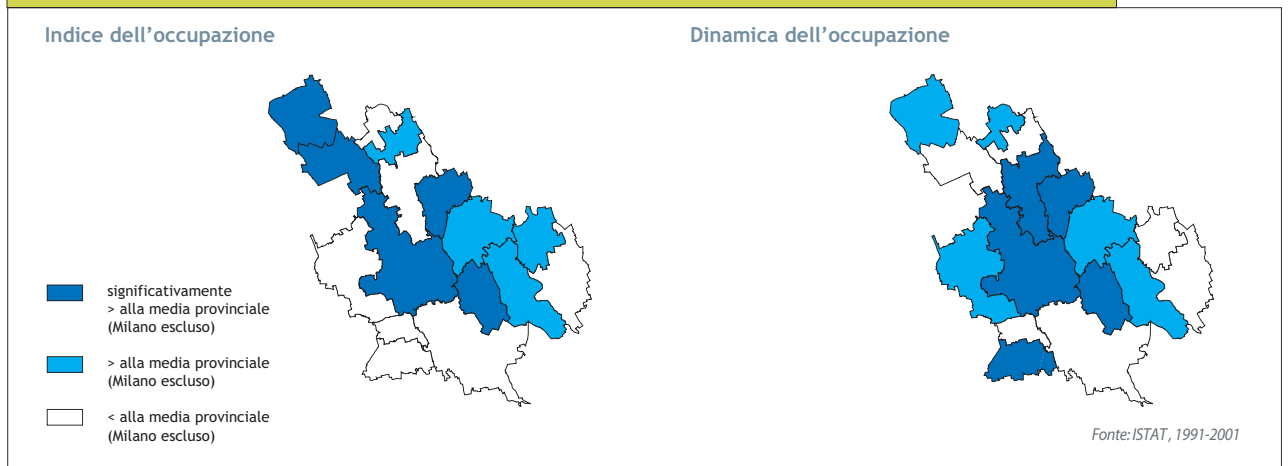 Indice dell’occupazione
Dinamica dell’occupazione
significativamente
> alla media provinciale
(Milano escluso)
> alla media provinciale
(Milano escluso)
< alla media provinciale
(Milano escluso)
Fonte: ISTAT, 1991-2001